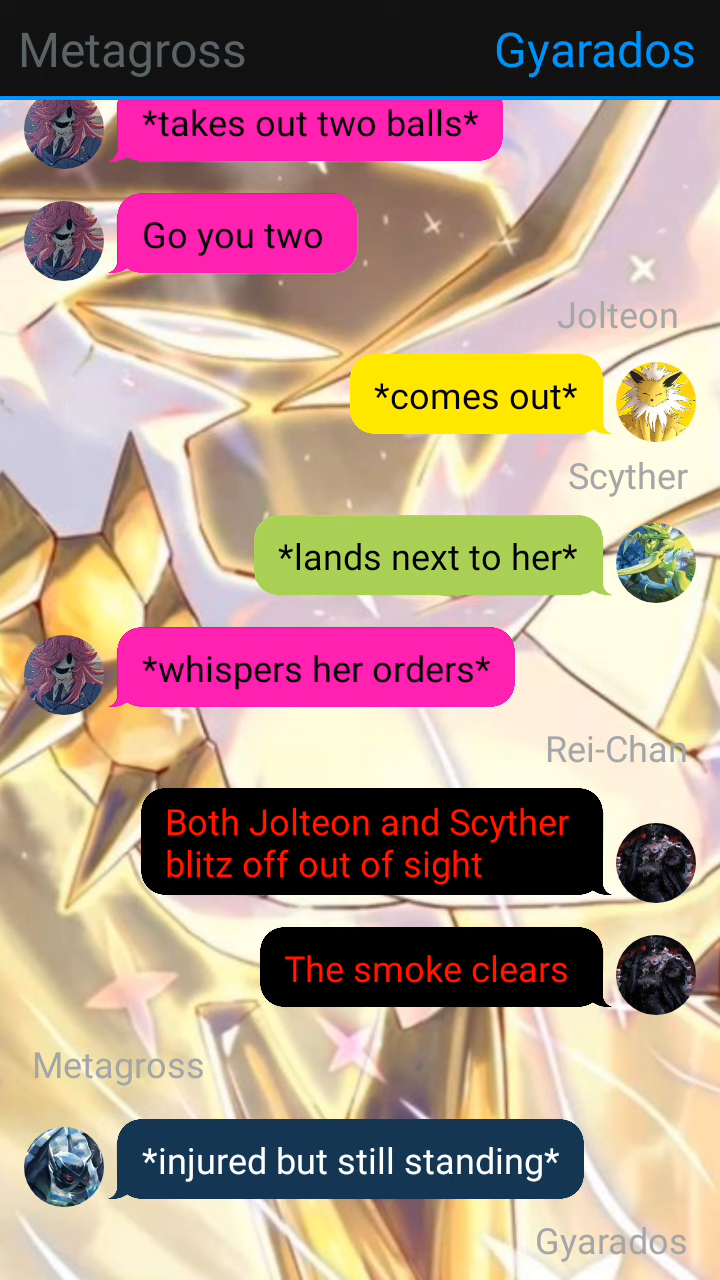 Metagross Gyarados
*takes out two balls*
Go you two
Jolteon
*comes out*
Scyther
*lands next to her*
*whispers her orders*
Rei-Chan
Both Jolteon and Scyther
blitz off out of sight
The smoke clears
Metagross
*injured but still standing*
Gyarados